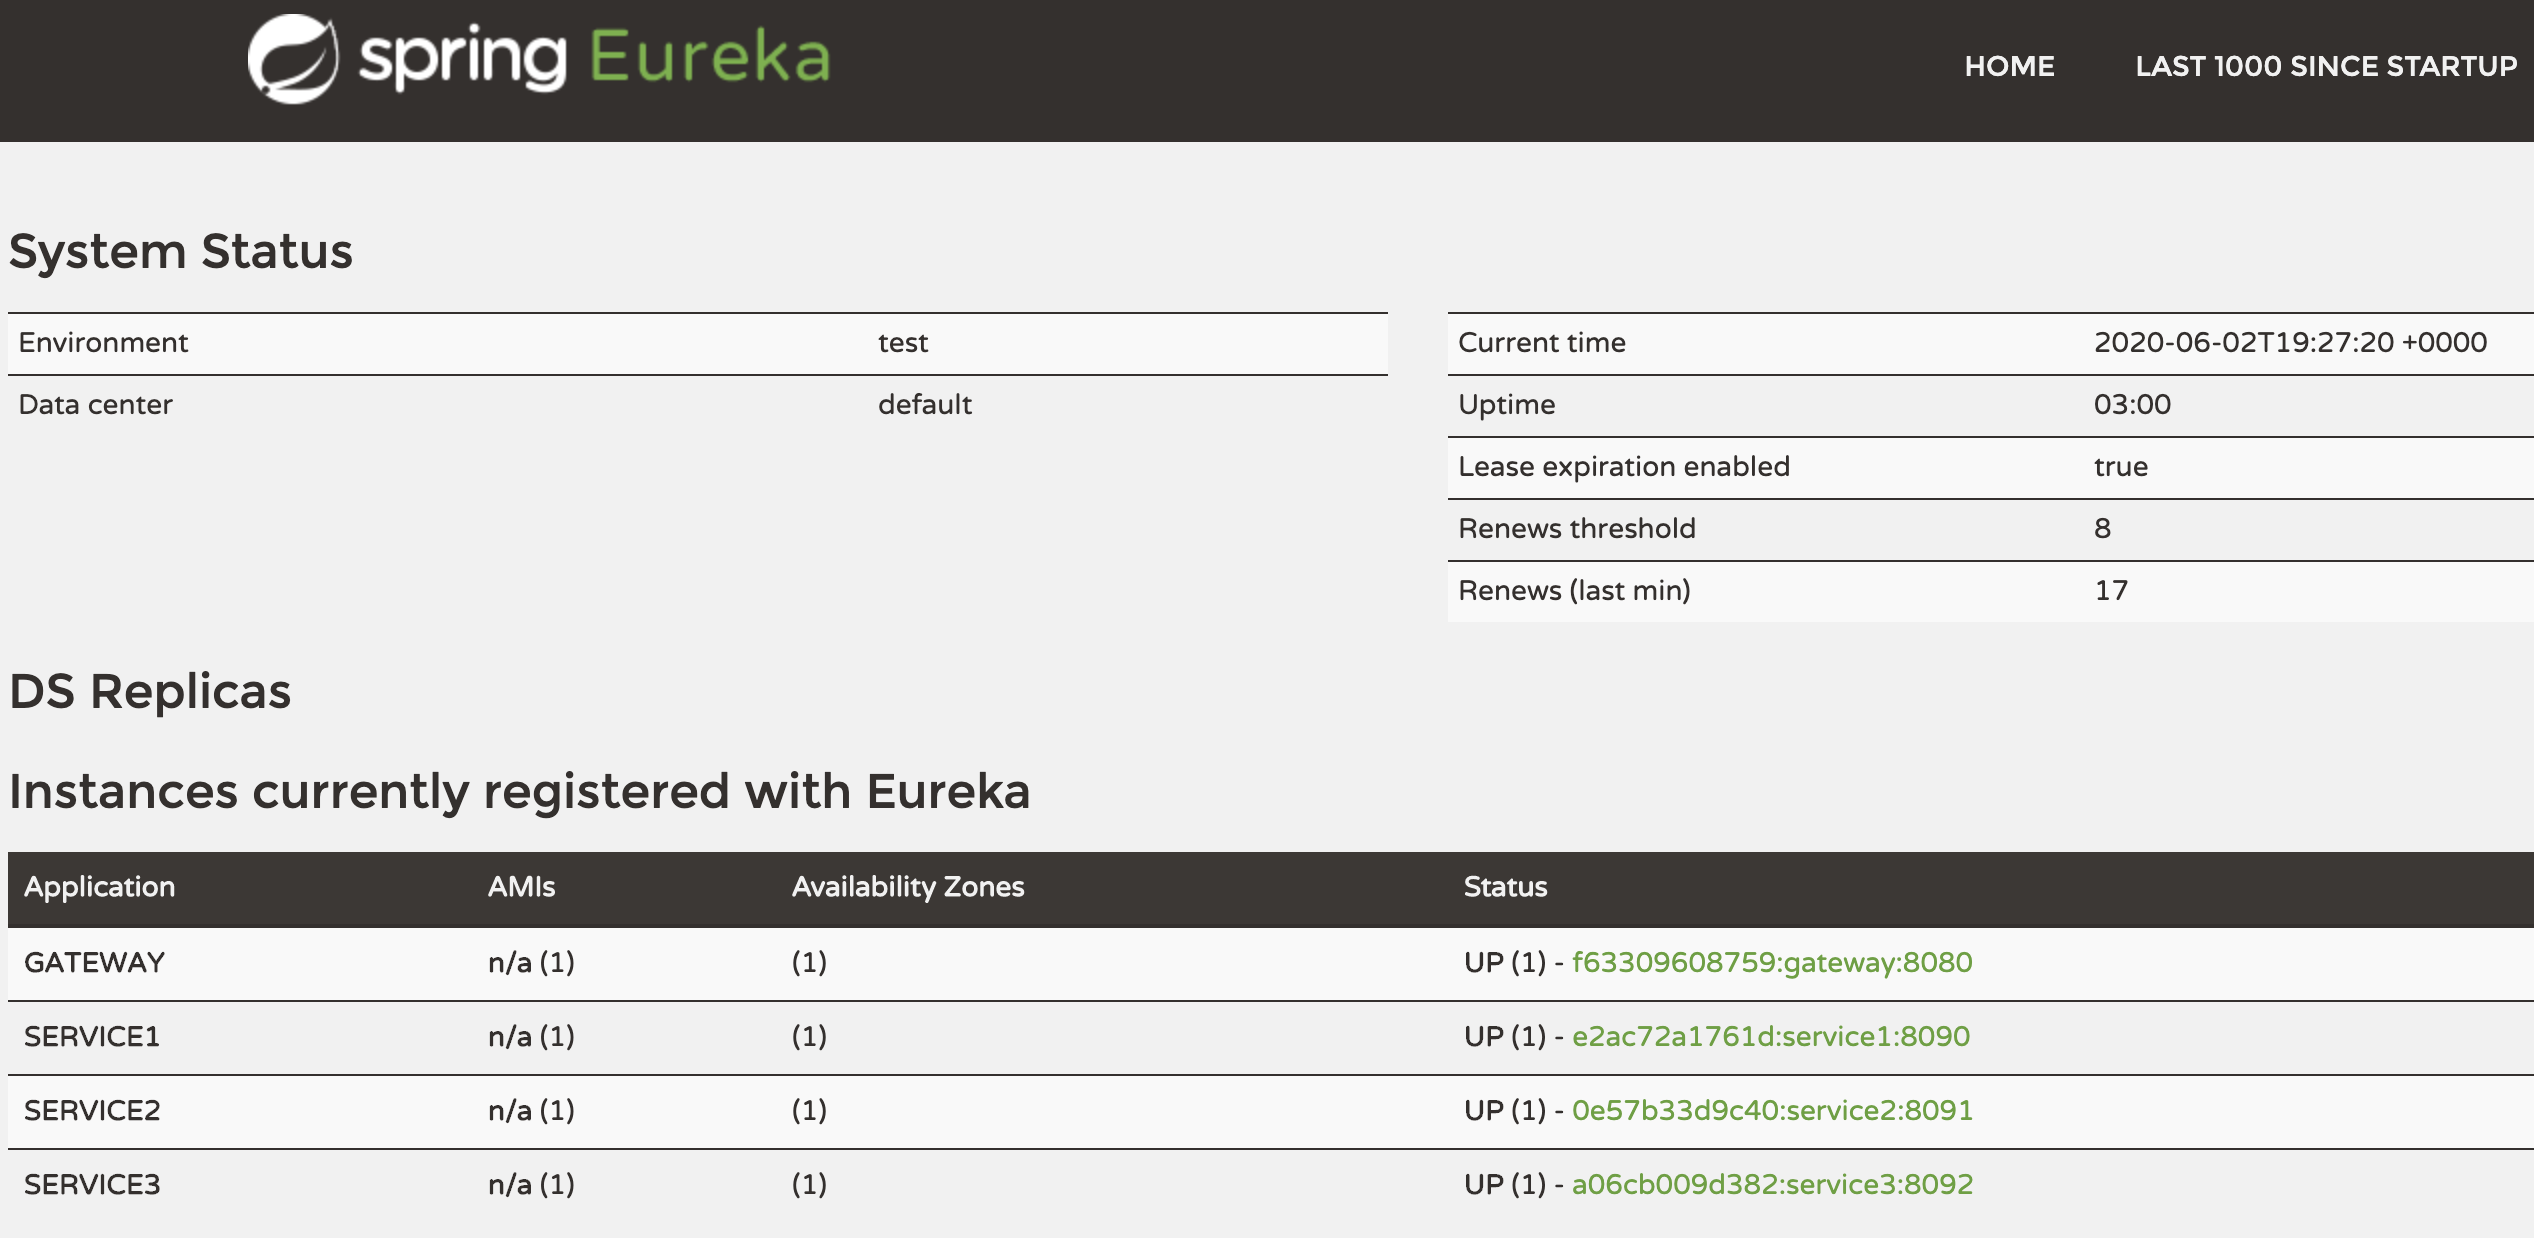 spring Eureka
HOME LAST 1000 SINCE STARTUP
System Status
Environment test
Data center default
Current time 2020-06-02T19:27:20 +0000
Uptime 03:00
Lease expiration enabled true
Renews threshold 8
Renews (last min) 17
DS Replicas
Instances currently registered with Eureka
Application AMIs Availability Zones Status
GATEWAY n/a (1) (1) UP (1) - f63309608759:gateway:8080
SERVICE1 n/a (1) (1) UP (1) - e2ac72a1761d:service1:8090
SERVICE2 n/a (1) (1) UP (1) - 0e57b33d9c40:service2:8091
SERVICE3 n/a (1) (1) UP (1) - a06cb009d382:service3:8092